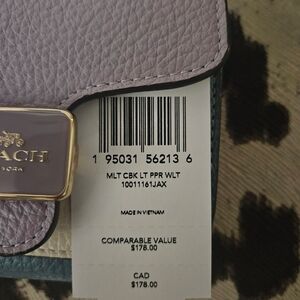 ACH
1 95031 56213 6
MLT CBK LT PPR WLT
10011161JAX
MADE IN VIETNAM
COMPARABLE VALUE
$178.00
CAD
$178.00